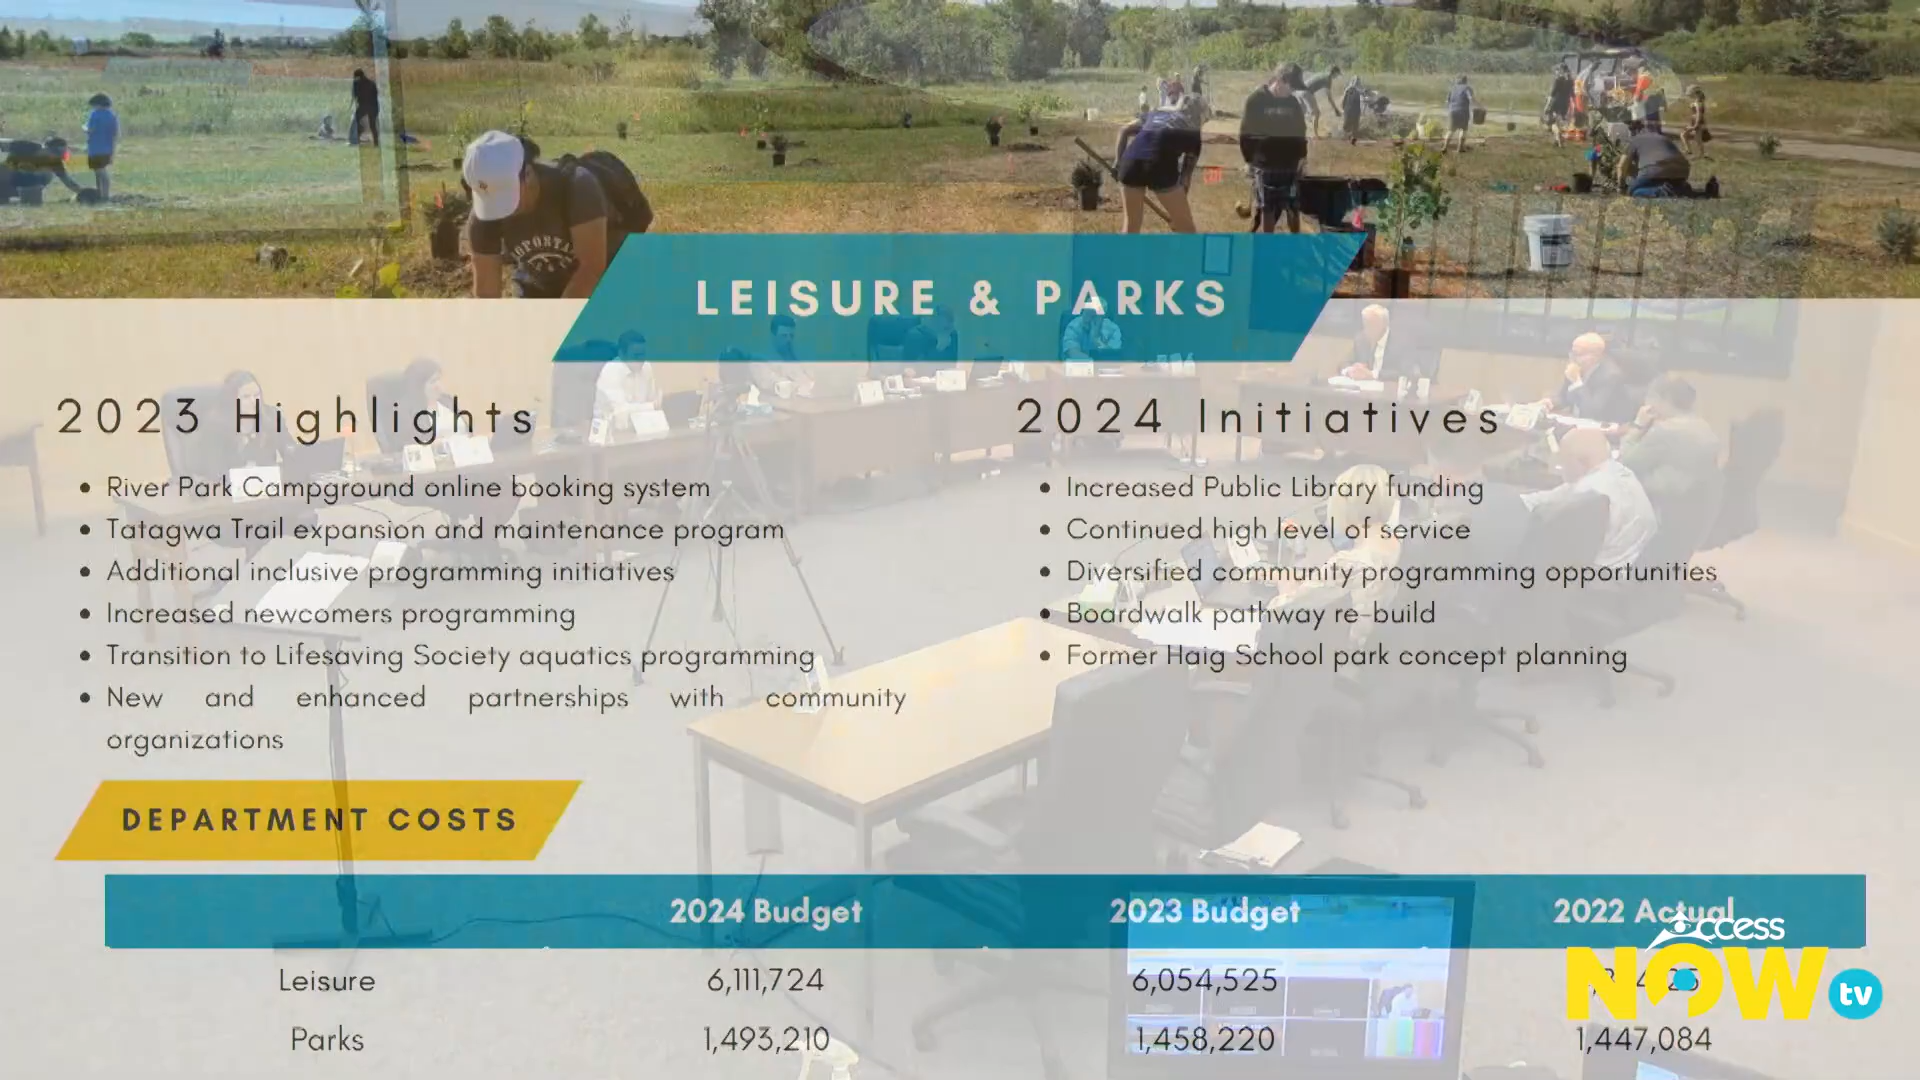 LEISURE & PARKS
2023 Highlights
River Park Campground online booking system
Tatagwa Trail expansion and maintenance program
Additional inclusive programming initiatives
Increased newcomers programming
Transition to Lifesaving Society aquatics programming
New and enhanced partnerships with community
organizations
2024 Initiatives
Increased Public Library funding
Continued high level of service
Diversified community programming opportunities
Boardwalk pathway re-build
Former Haig School park concept planning
DEPARTMENT COSTS
2024 Budget 2023 Budget 2022 Actual
Leisure 6,111,724 6,054,525
Parks 1,493,210 1,458,220 1,447,084
Access
NOW tv